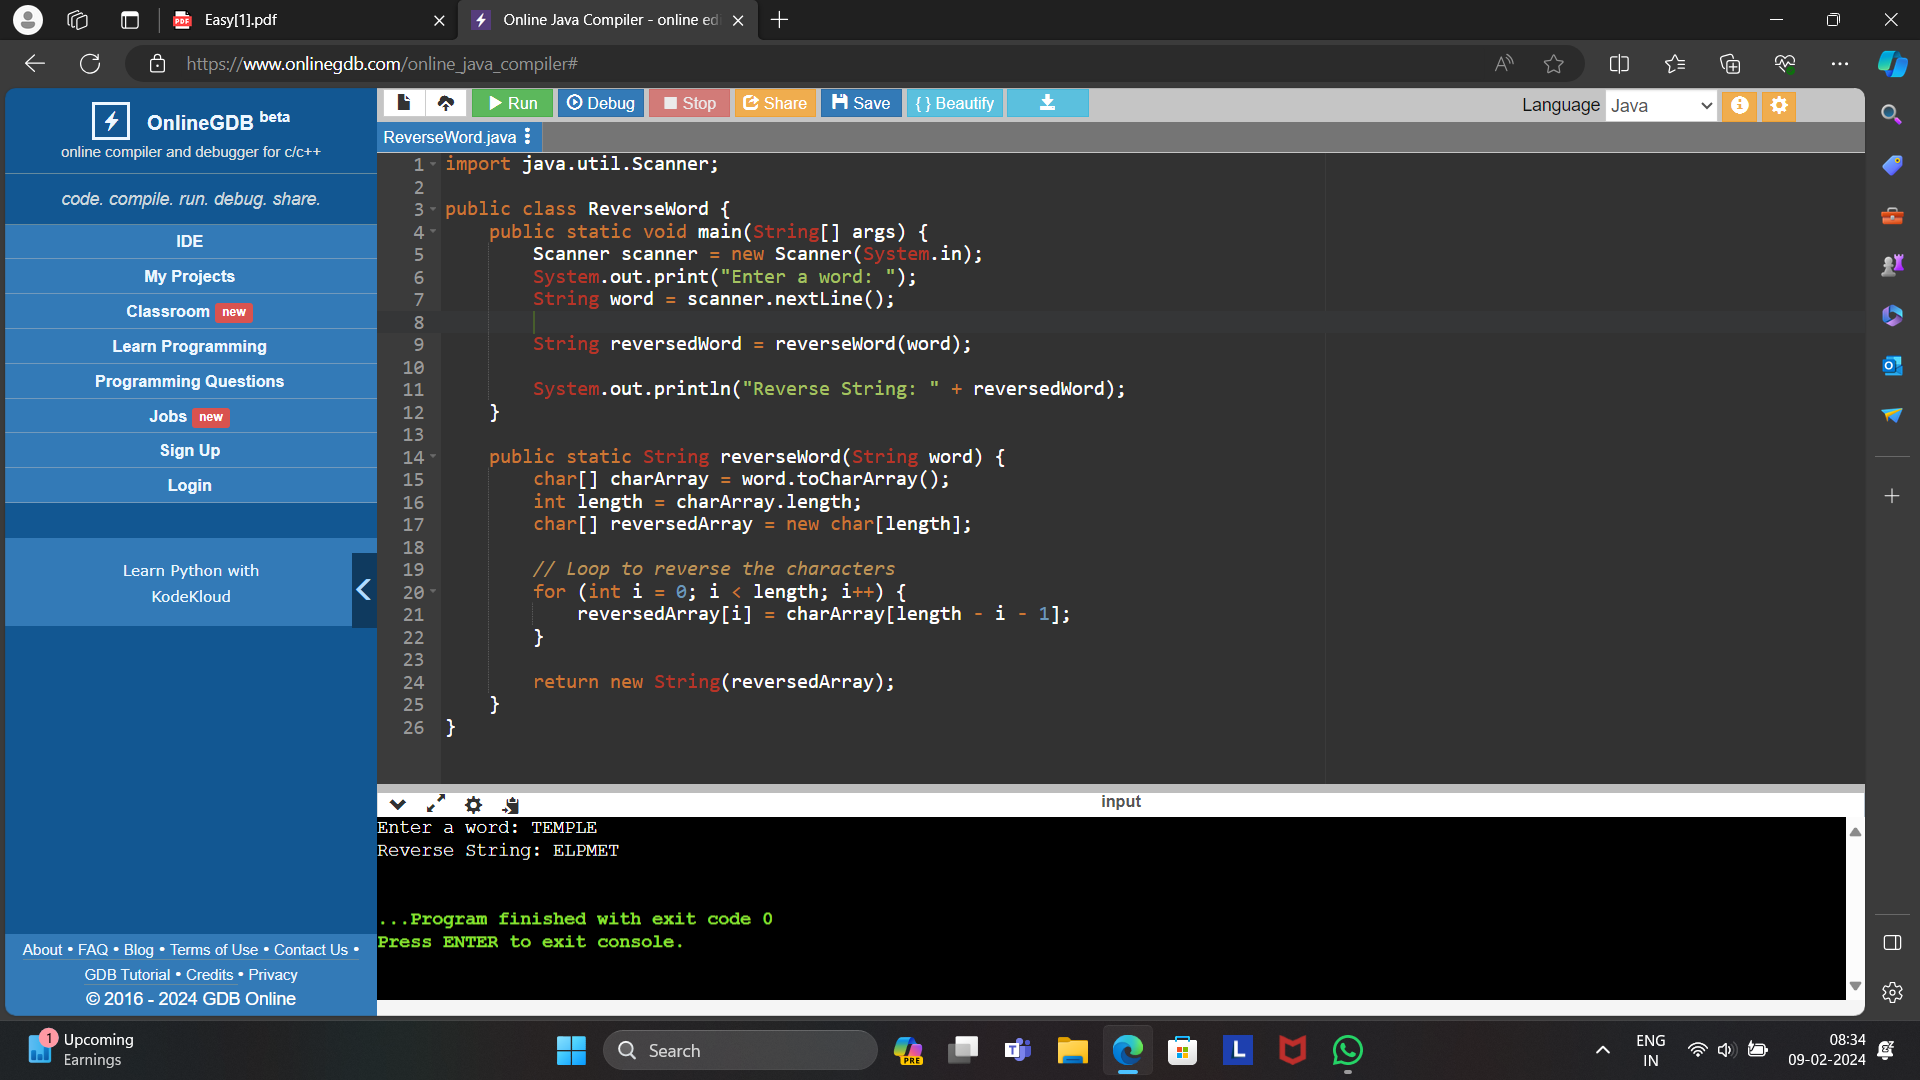 Easy[1].pdf
Online Java Compiler - online edi
https://www.onlinegdb.com/online_java_compiler#
OnlineGDB beta
online compiler and debugger for c/c++
code. compile. run. debug. share.
IDE
My Projects
Classroom new
Learn Programming
Programming Questions
Jobs new
Sign Up
Login
Learn Python with
KodeKloud
About • FAQ • Blog • Terms of Use • Contact Us •
GDB Tutorial • Credits • Privacy
© 2016 - 2024 GDB Online
Run Debug Stop Share Save { } Beautify
Language Java
ReverseWord.java
1 import java.util.Scanner;
2
3 public class ReverseWord {
4     public static void main(String[] args) {
5         Scanner scanner = new Scanner(System.in);
6         System.out.print("Enter a word: ");
7         String word = scanner.nextLine();
8
9         String reversedWord = reverseWord(word);
10
11         System.out.println("Reverse String: " + reversedWord);
12     }
13
14     public static String reverseWord(String word) {
15         char[] charArray = word.toCharArray();
16         int length = charArray.length;
17         char[] reversedArray = new char[length];
18
19         // Loop to reverse the characters
20         for (int i = 0; i < length; i++) {
21             reversedArray[i] = charArray[length - i - 1];
22         }
23
24         return new String(reversedArray);
25     }
26 }
input
Enter a word: TEMPLE
Reverse String: ELPMET
...Program finished with exit code 0
Press ENTER to exit console.
1
Upcoming
Earnings
Search
PRE
L
ENG
IN
08:34
09-02-2024